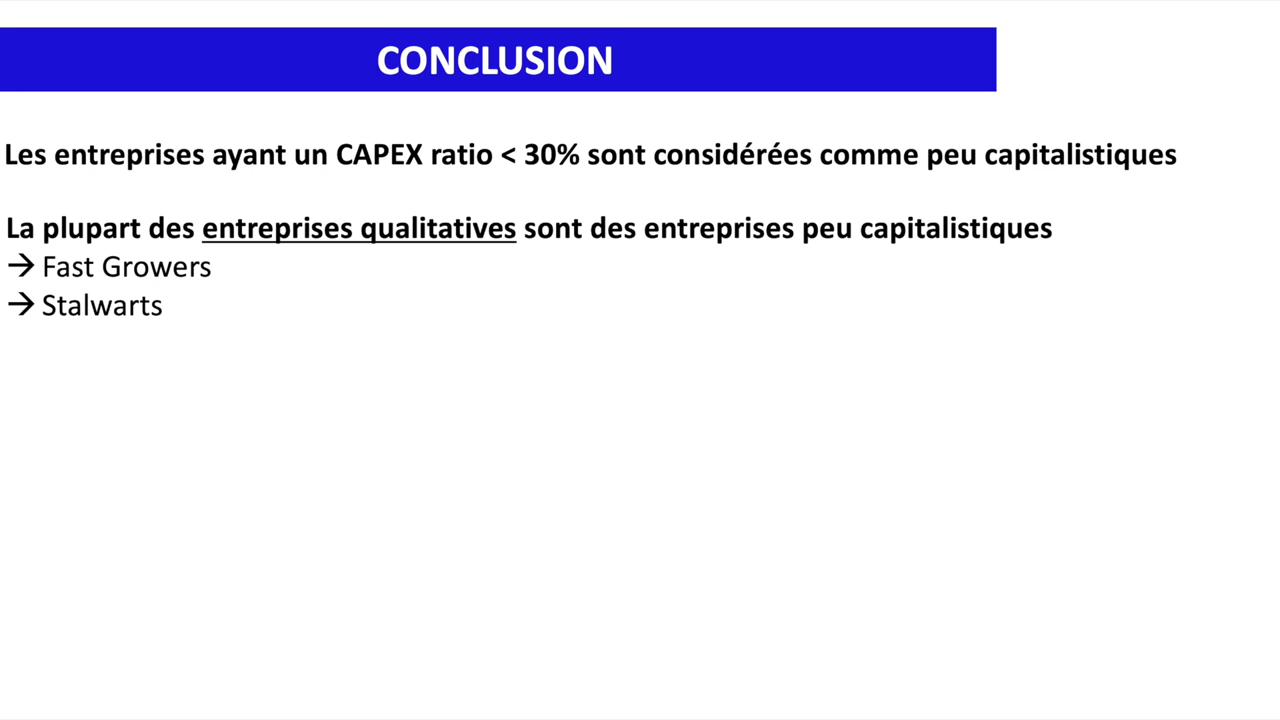 CONCLUSION
Les entreprises ayant un CAPEX ratio < 30% sont considérées comme peu capitalistiques
La plupart des entreprises qualitatives sont des entreprises peu capitalistiques
→ Fast Growers
→ Stalwarts